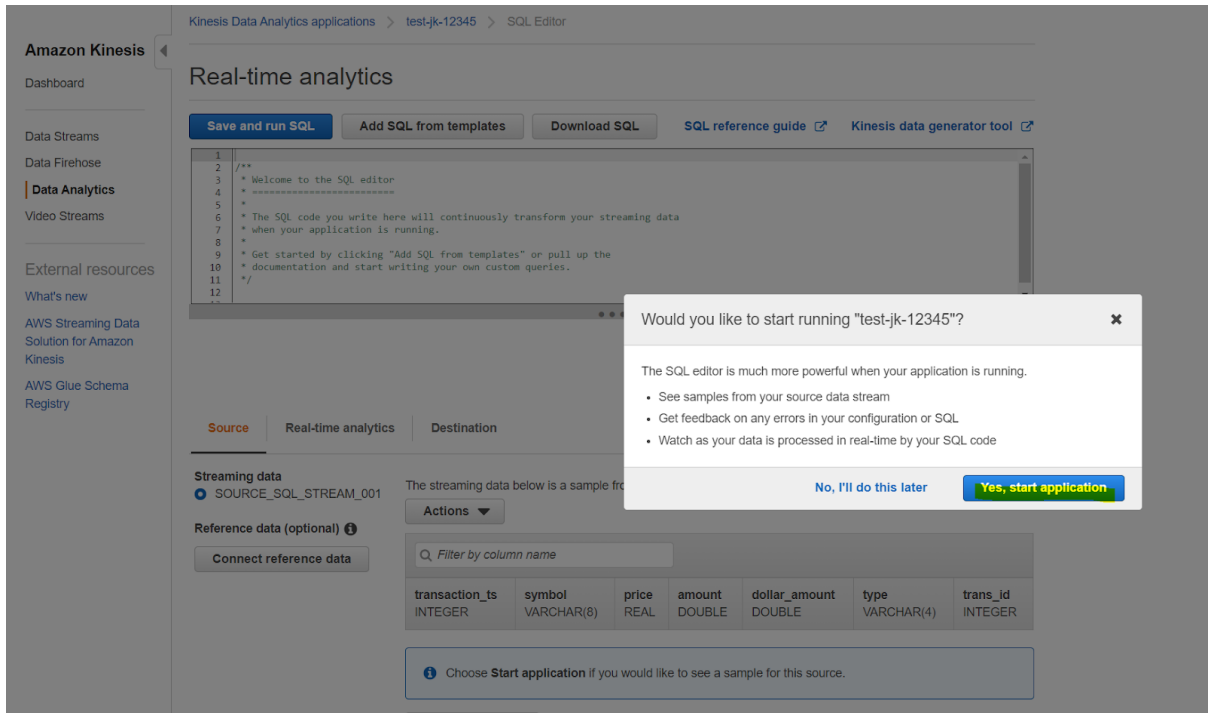 Kinesis Data Analytics applications > test-jk-12345 > SQL Editor
Amazon Kinesis
Dashboard
Data Streams
Data Firehose
Data Analytics
Video Streams
External resources
What's new
AWS Streaming Data
Solution for Amazon
Kinesis
AWS Glue Schema
Registry
Real-time analytics
Save and run SQL Add SQL from templates Download SQL SQL reference guide Kinesis data generator tool
1
2 /**
3 * Welcome to the SQL editor
4 * =========================
5 *
6 * The SQL code you write here will continuously transform your streaming data
7 * when your application is running.
8 *
9 * Get started by clicking "Add SQL from templates" or pull up the
10 * documentation and start writing your own custom queries.
11 */
12
Would you like to start running "test-jk-12345"?
The SQL editor is much more powerful when your application is running.
• See samples from your source data stream
• Get feedback on any errors in your configuration or SQL
• Watch as your data is processed in real-time by your SQL code
No, I'll do this later Yes, start application
Source Real-time analytics Destination
Streaming data
SOURCE_SQL_STREAM_001
Reference data (optional)
Connect reference data
The streaming data below is a sample
Actions
Filter by column name
transaction_ts symbol price amount dollar_amount type trans_id
INTEGER VARCHAR(8) REAL DOUBLE DOUBLE VARCHAR(4) INTEGER
Choose Start application if you would like to see a sample for this source.